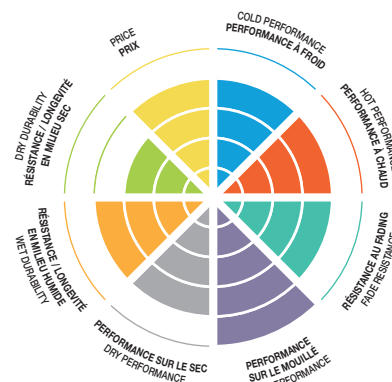 COLD PERFORMANCE
PERFORMANCE À FROID
HOT PERFORMANCE
PERFORMANCE À CHAUD
RÉSISTANCE AU FADING
FADE RESISTANCE
PERFORMANCE
SUR LE MOUILLÉ
PERFORMANCE
PERFORMANCE SUR LE SEC
DRY PERFORMANCE
RÉSISTANCE / LONGÉVITÉ
EN MILIEU HUMIDE
WET DURABILITY
DRY DURABILITY
RÉSISTANCE / LONGÉVITÉ
EN MILIEU SEC
PRICE
PRIX